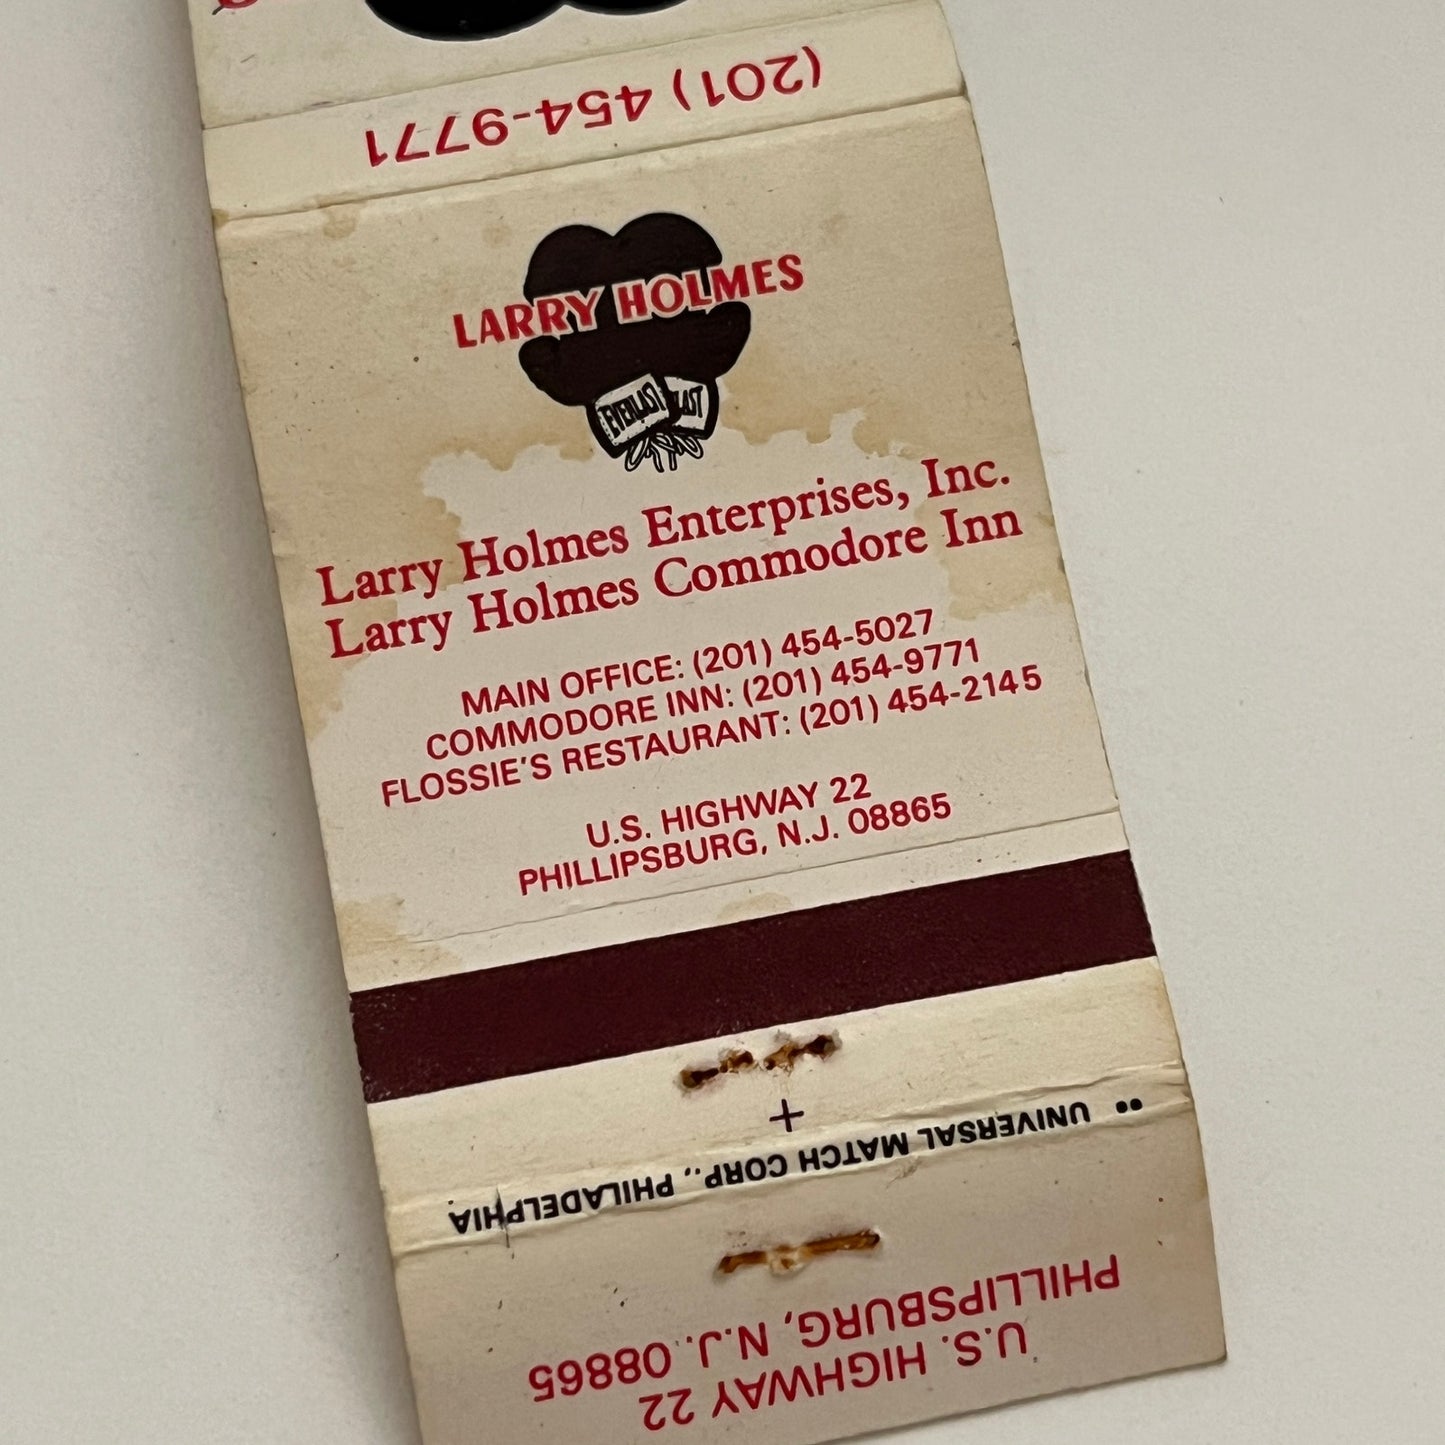 (201) 454-9771
LARRY HOLMES
EVERLAST
LAST
Larry Holmes Enterprises, Inc.
Larry Holmes Commodore Inn
MAIN OFFICE: (201) 454-5027
COMMODORE INN: (201) 454-9771
FLOSSIE'S RESTAURANT: (201) 454-2145
U.S. HIGHWAY 22
PHILLIPSBURG, N.J. 08865
+
•• UNIVERSAL MATCH CORP., PHILADELPHIA
U.S. HIGHWAY 22
PHILLIPSBURG, N.J. 08865